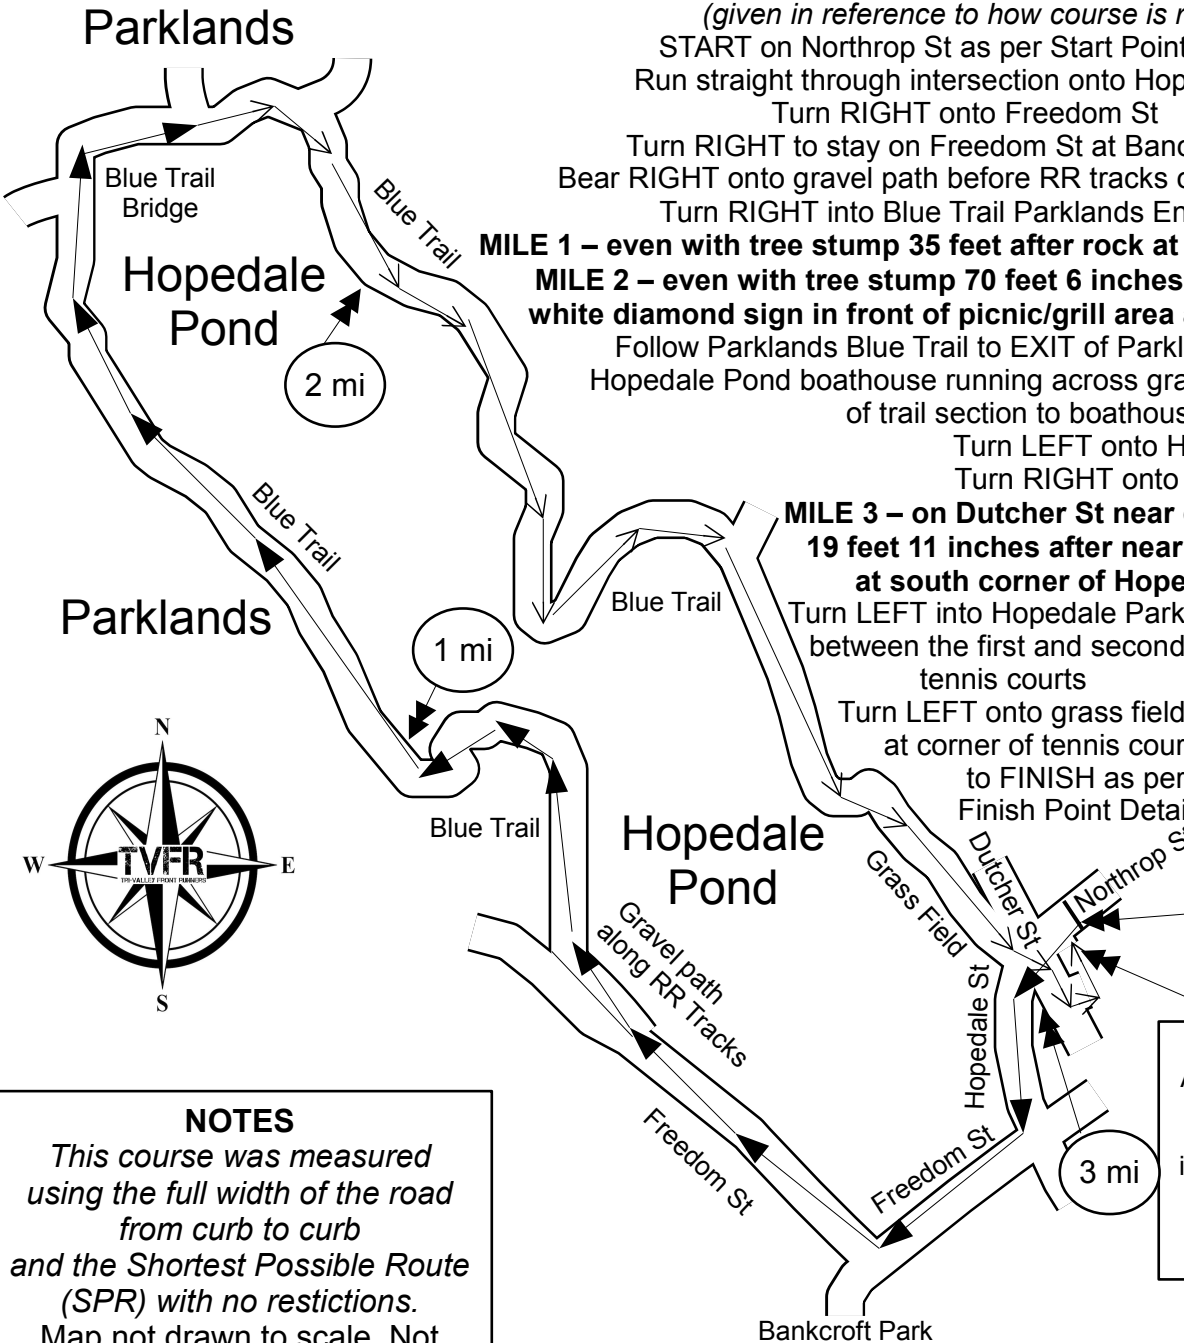 Parklands
(given in reference to how course is
START on Northrop St as per Start Point
Run straight through intersection onto
Turn RIGHT onto Freedom St
Turn RIGHT to stay on Freedom St at
Bear RIGHT onto gravel path before RR tracks
Turn RIGHT into Blue Trail Parklands
MILE 1 – even with tree stump 35 feet after rock at
MILE 2 – even with tree stump 70 feet 6 inches
white diamond sign in front of picnic/grill area
Follow Parklands Blue Trail to EXIT of
Hopedale Pond boathouse running across
of trail section to
Turn LEFT onto
Turn RIGHT onto
MILE 3 – on Dutcher St near
19 feet 11 inches after near
at south corner of
Turn LEFT into Hopedale Park
between the first and second
tennis courts
Turn LEFT onto grass field
at corner of tennis
to FINISH as per
Finish Point
Blue Trail
Bridge
Blue Trail
Hopedale
Pond
2 mi
Blue Trail
Parklands
Blue Trail
1 mi
N
W
TVFR
TRI-VALLEY FRONT RUNNERS
E
S
Blue Trail
Hopedale
Pond
Grass Field
Dutcher St
Northrop
Gravel path
along RR Tracks
Hopedale St
Freedom St
Freedom St
3 mi
Bankcroft Park
NOTES
This course was measured
using the full width of the road
from curb to curb
and the Shortest Possible Route
(SPR) with no restictions.
Map not drawn to scale. Not